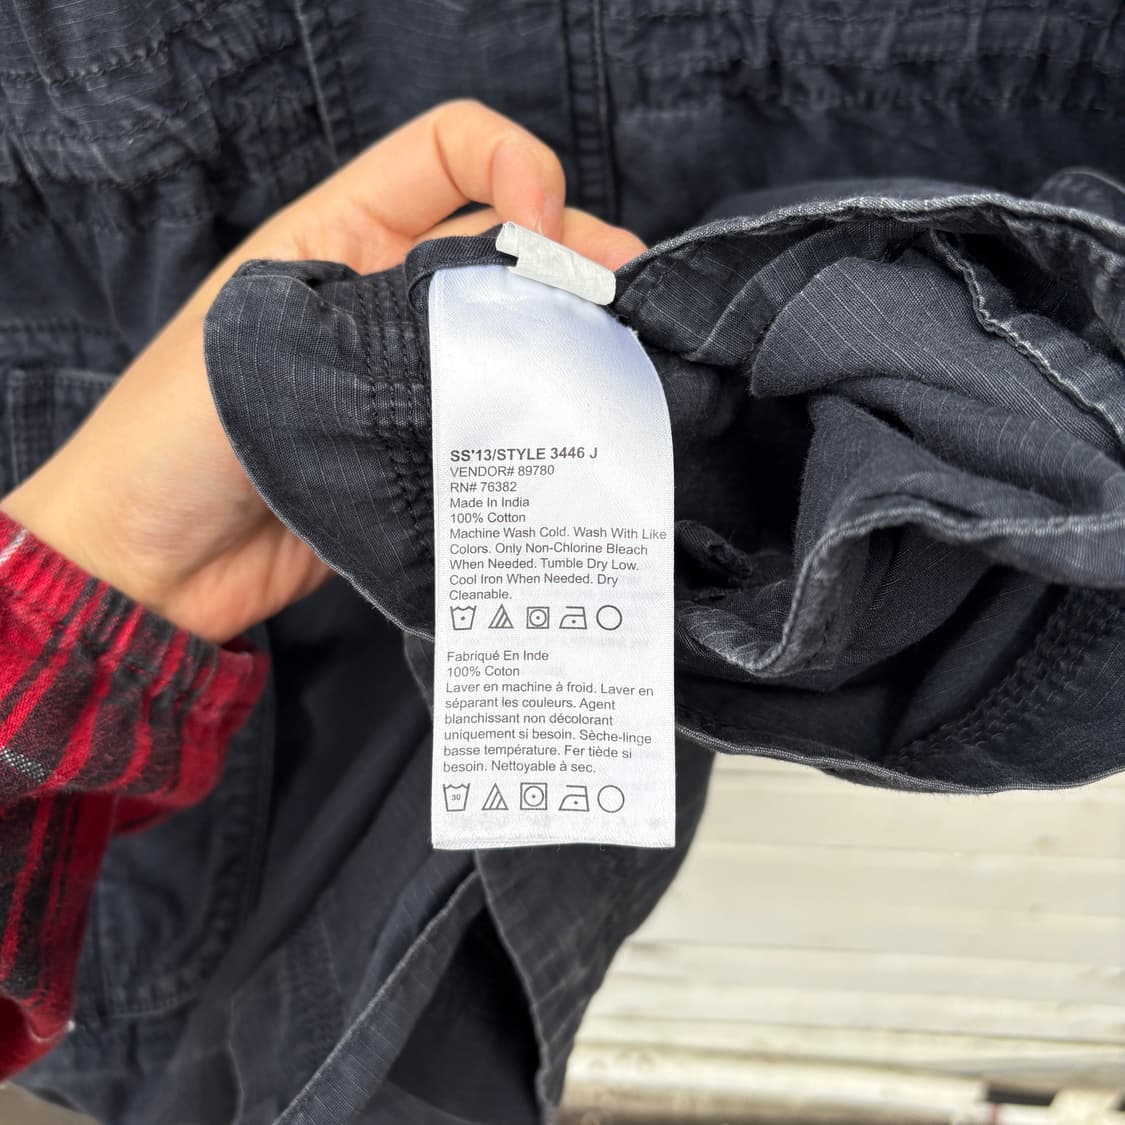 SS'13/STYLE 3446 J
VENDOR# 89780
RN# 76382
Made In India
100% Cotton
Machine Wash Cold. Wash With Like
Colors. Only Non-Chlorine Bleach
When Needed. Tumble Dry Low.
Cool Iron When Needed. Dry
Cleanable.
Fabriqué En Inde
100% Coton
Laver en machine à froid. Laver en
séparant les couleurs. Agent
blanchissant non décolorant
uniquement si besoin. Sèche-linge
basse température. Fer tiède si
besoin. Nettoyable à sec.
30